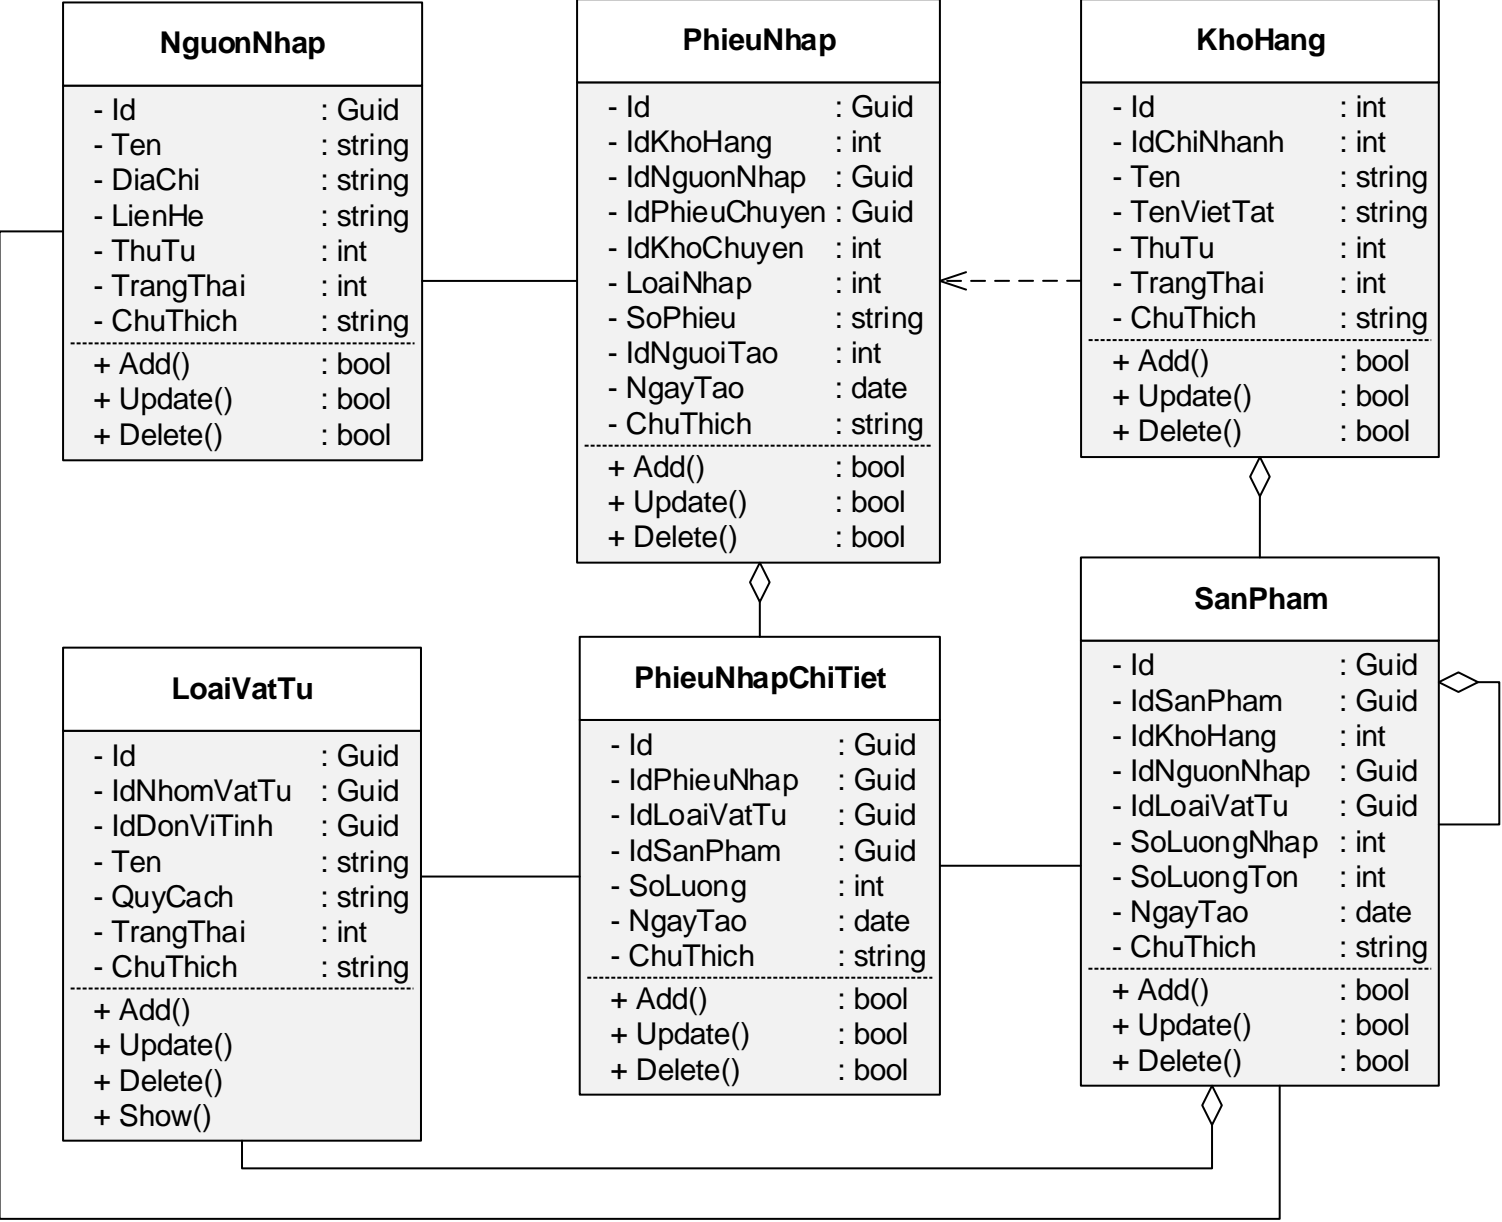 NguonNhap
- Id : Guid
- Ten : string
- DiaChi : string
- LienHe : string
- ThuTu : int
- TrangThai : int
- ChuThich : string
+ Add() : bool
+ Update() : bool
+ Delete() : bool
PhieuNhap
- Id : Guid
- IdKhoHang : int
- IdNguonNhap : Guid
- IdPhieuChuyen : Guid
- IdKhoChuyen : int
- LoaiNhap : int
- SoPhieu : string
- IdNguoiTao : int
- NgayTao : date
- ChuThich : string
+ Add() : bool
+ Update() : bool
+ Delete() : bool
KhoHang
- Id : int
- IdChiNhanh : int
- Ten : string
- TenVietTat : string
- ThuTu : int
- TrangThai : int
- ChuThich : string
+ Add() : bool
+ Update() : bool
+ Delete() : bool
LoaiVatTu
- Id : Guid
- IdNhomVatTu : Guid
- IdDonViTinh : Guid
- Ten : string
- QuyCach : string
- TrangThai : int
- ChuThich : string
+ Add()
+ Update()
+ Delete()
+ Show()
PhieuNhapChiTiet
- Id : Guid
- IdPhieuNhap : Guid
- IdLoaiVatTu : Guid
- IdSanPham : Guid
- SoLuong : int
- NgayTao : date
- ChuThich : string
+ Add() : bool
+ Update() : bool
+ Delete() : bool
SanPham
- Id : Guid
- IdSanPham : Guid
- IdKhoHang : int
- IdNguonNhap : Guid
- IdLoaiVatTu : Guid
- SoLuongNhap : int
- SoLuongTon : int
- NgayTao : date
- ChuThich : string
+ Add() : bool
+ Update() : bool
+ Delete() : bool